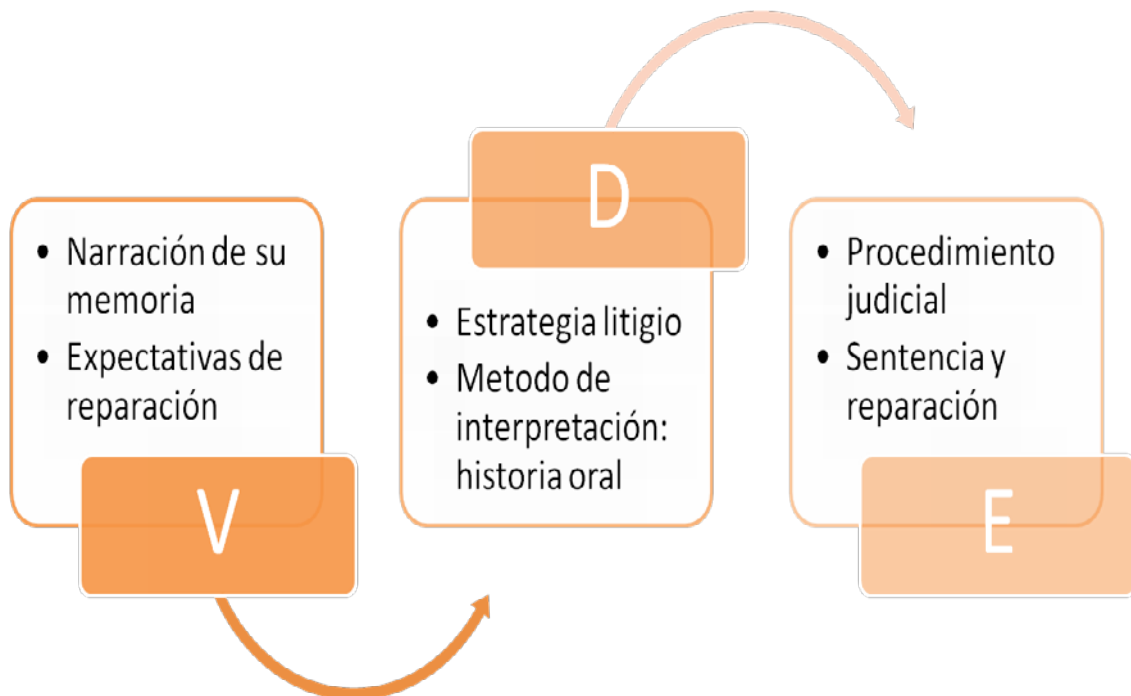 • Narración de su
memoria
• Expectativas de
reparación
V
D
• Estrategia litigio
• Metodo de
interpretación:
historia oral
• Procedimiento
judicial
• Sentencia y
reparación
E